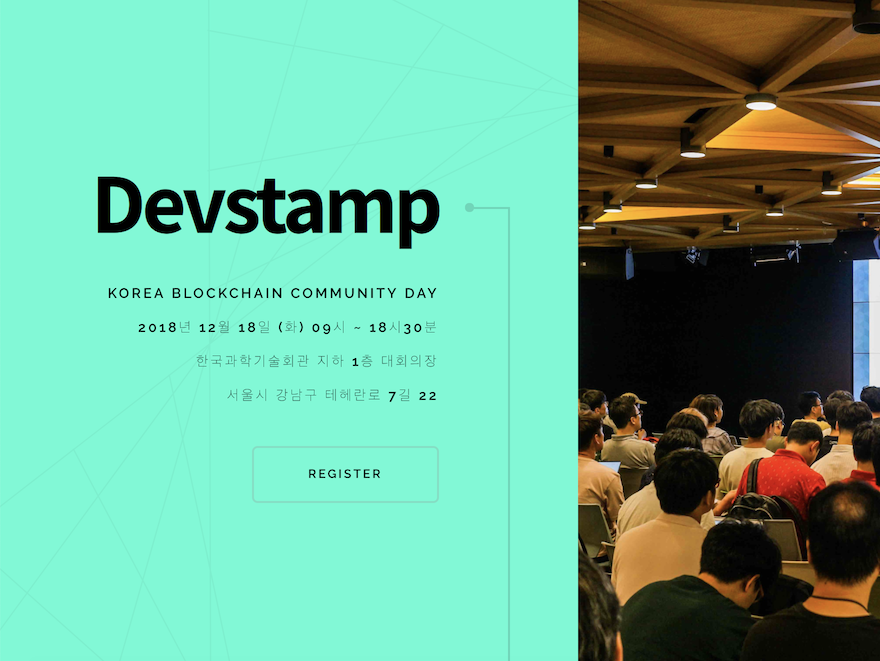 Devstamp
KOREA BLOCKCHAIN COMMUNITY DAY
2018년 12월 18일 (화) 09시 ~ 18시30분
한국과학기술회관 지하 1층 대회의장
서울시 강남구 테헤란로 7길 22
REGISTER